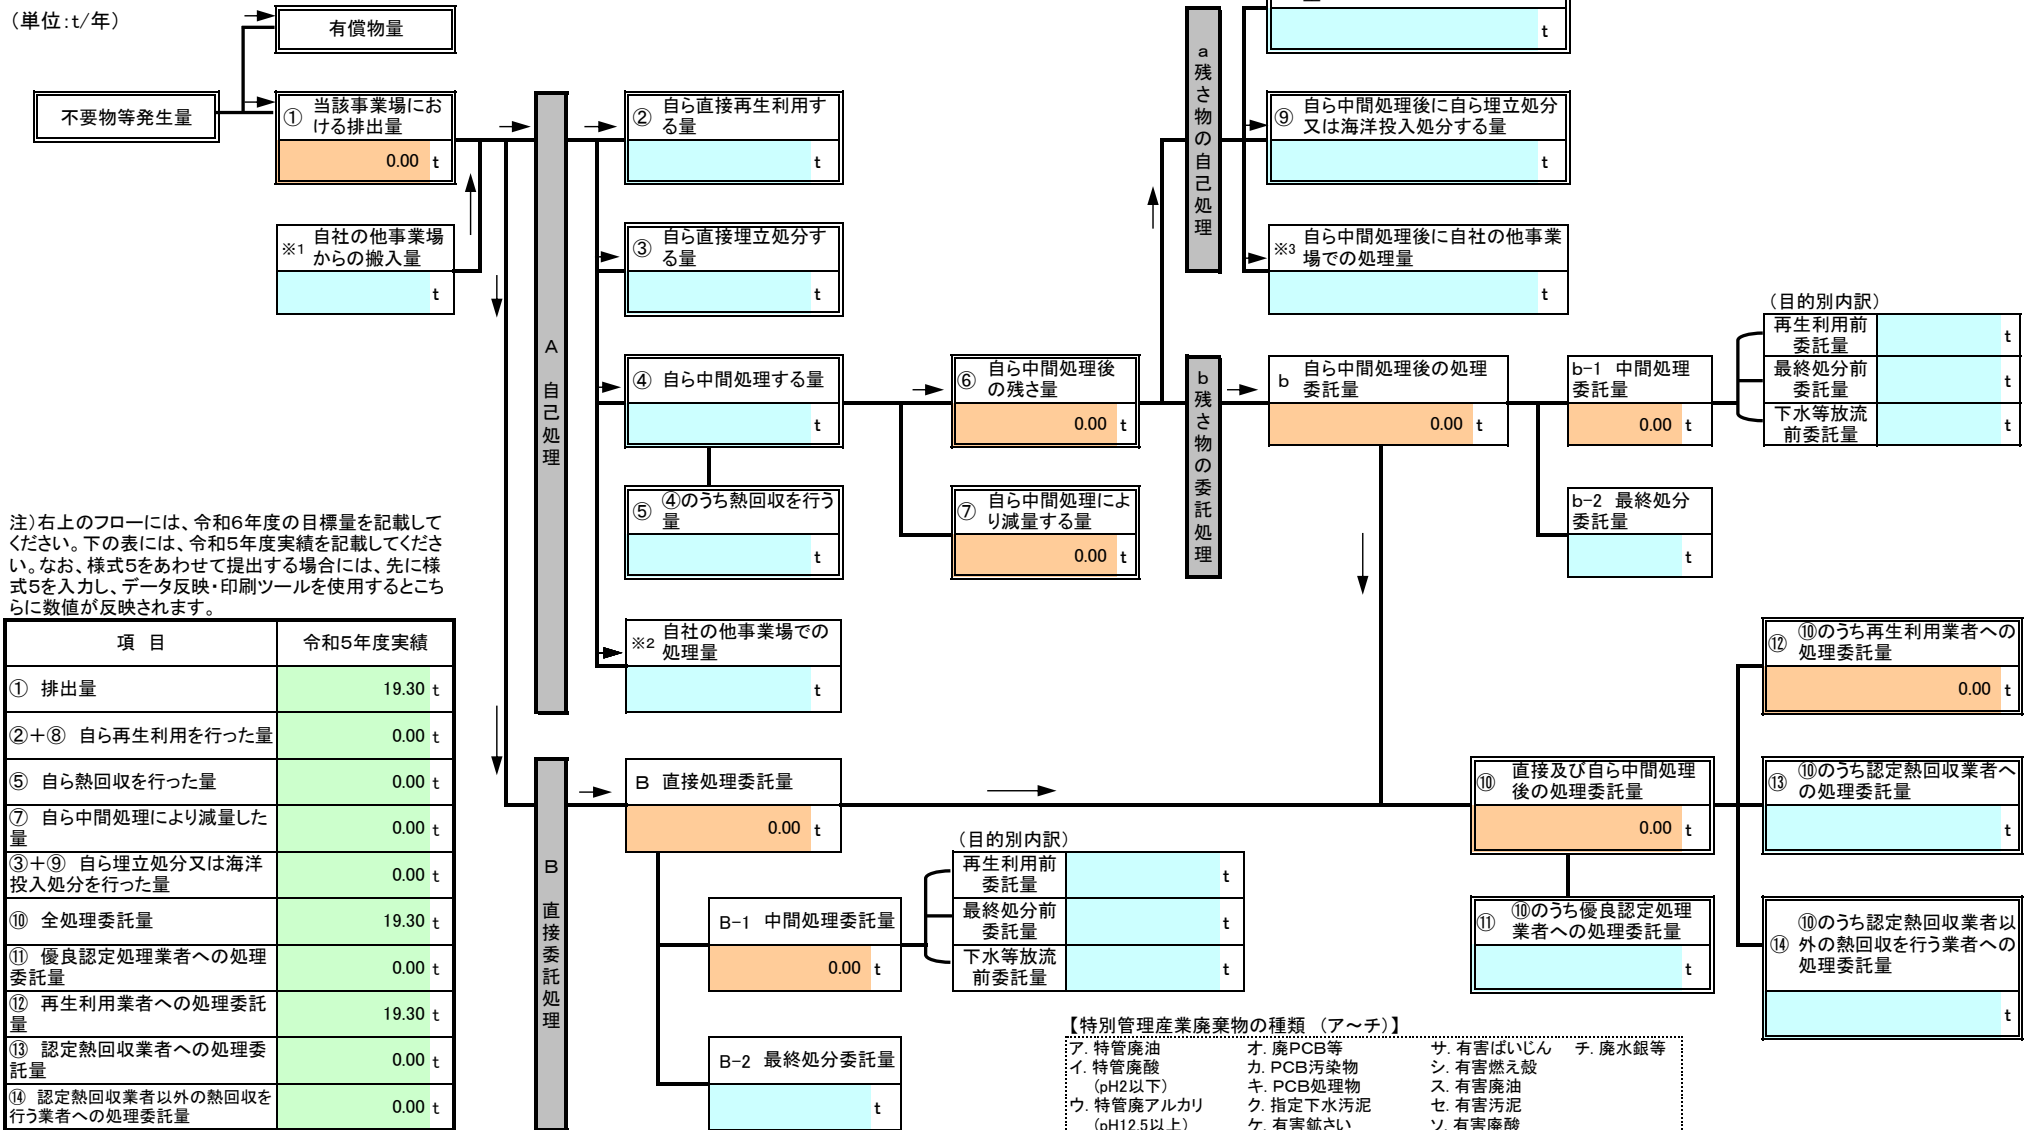 (単位:t/年)
有償物量
不要物等発生量
① 当該事業場にお
ける排出量
0.00 t
※1 自社の他事業場
からの搬入量
t
A 自己処理
② 自ら直接再生利用す
る量
t
③ 自ら直接埋立処分す
る量
t
④ 自ら中間処理する量
t
⑤ ④のうち熱回収を行う
量
t
※2 自社の他事業場での
処理量
t
⑥ 自ら中間処理後
の残さ量
0.00 t
⑦ 自ら中間処理によ
り減量する量
0.00 t
a残さ物の自己処理
t
⑨ 自ら中間処理後に自ら埋立処分
又は海洋投入処分する量
t
※3 自ら中間処理後に自社の他事業
場での処理量
t
b残さ物の委託処理
b 自ら中間処理後の処理
委託量
0.00 t
b-1 中間処理
委託量
0.00 t
(目的別内訳)
再生利用前
委託量 t
最終処分前
委託量 t
下水等放流
前委託量 t
b-2 最終処分
委託量
t
注)右上のフローには、令和6年度の目標量を記載して
ください。下の表には、令和5年度実績を記載してくださ
い。なお、様式5をあわせて提出する場合には、先に様
式5を入力し、データ反映・印刷ツールを使用するとこち
らに数値が反映されます。
項 目 令和5年度実績
① 排出量 19.30 t
②+⑧ 自ら再生利用を行った量 0.00 t
⑤ 自ら熱回収を行った量 0.00 t
⑦ 自ら中間処理により減量した
量 0.00 t
③+⑨ 自ら埋立処分又は海洋
投入処分を行った量 0.00 t
⑩ 全処理委託量 19.30 t
⑪ 優良認定処理業者への処理
委託量 0.00 t
⑫ 再生利用業者への処理委託
量 19.30 t
⑬ 認定熱回収業者への処理委
託量 0.00 t
⑭ 認定熱回収業者以外の熱回収を
行う業者への処理委託量 0.00 t
B 直接委託処理
B 直接処理委託量
0.00 t
B-1 中間処理委託量
0.00 t
(目的別内訳)
再生利用前
委託量 t
最終処分前
委託量 t
下水等放流
前委託量 t
B-2 最終処分委託量
t
⑩ 直接及び自ら中間処理
後の処理委託量
0.00 t
⑪ ⑩のうち優良認定処理
業者への処理委託量
t
⑫ ⑩のうち再生利用業者への
処理委託量
0.00 t
⑬ ⑩のうち認定熱回収業者へ
の処理委託量
t
⑭ ⑩のうち認定熱回収業者以
外の熱回収を行う業者への
処理委託量
t
【特別管理産業廃棄物の種類 (ア~チ)】
ア. 特管廃油 オ. 廃PCB等 サ. 有害ばいじん チ. 廃水銀等
イ. 特管廃酸 カ. PCB汚染物 シ. 有害燃え殻
(pH2以下) キ. PCB処理物 ス. 有害廃油
ウ. 特管廃アルカリ ク. 指定下水汚泥 セ. 有害汚泥
(pH12.5以上) ケ. 有害鉱さい ソ. 有害廃酸